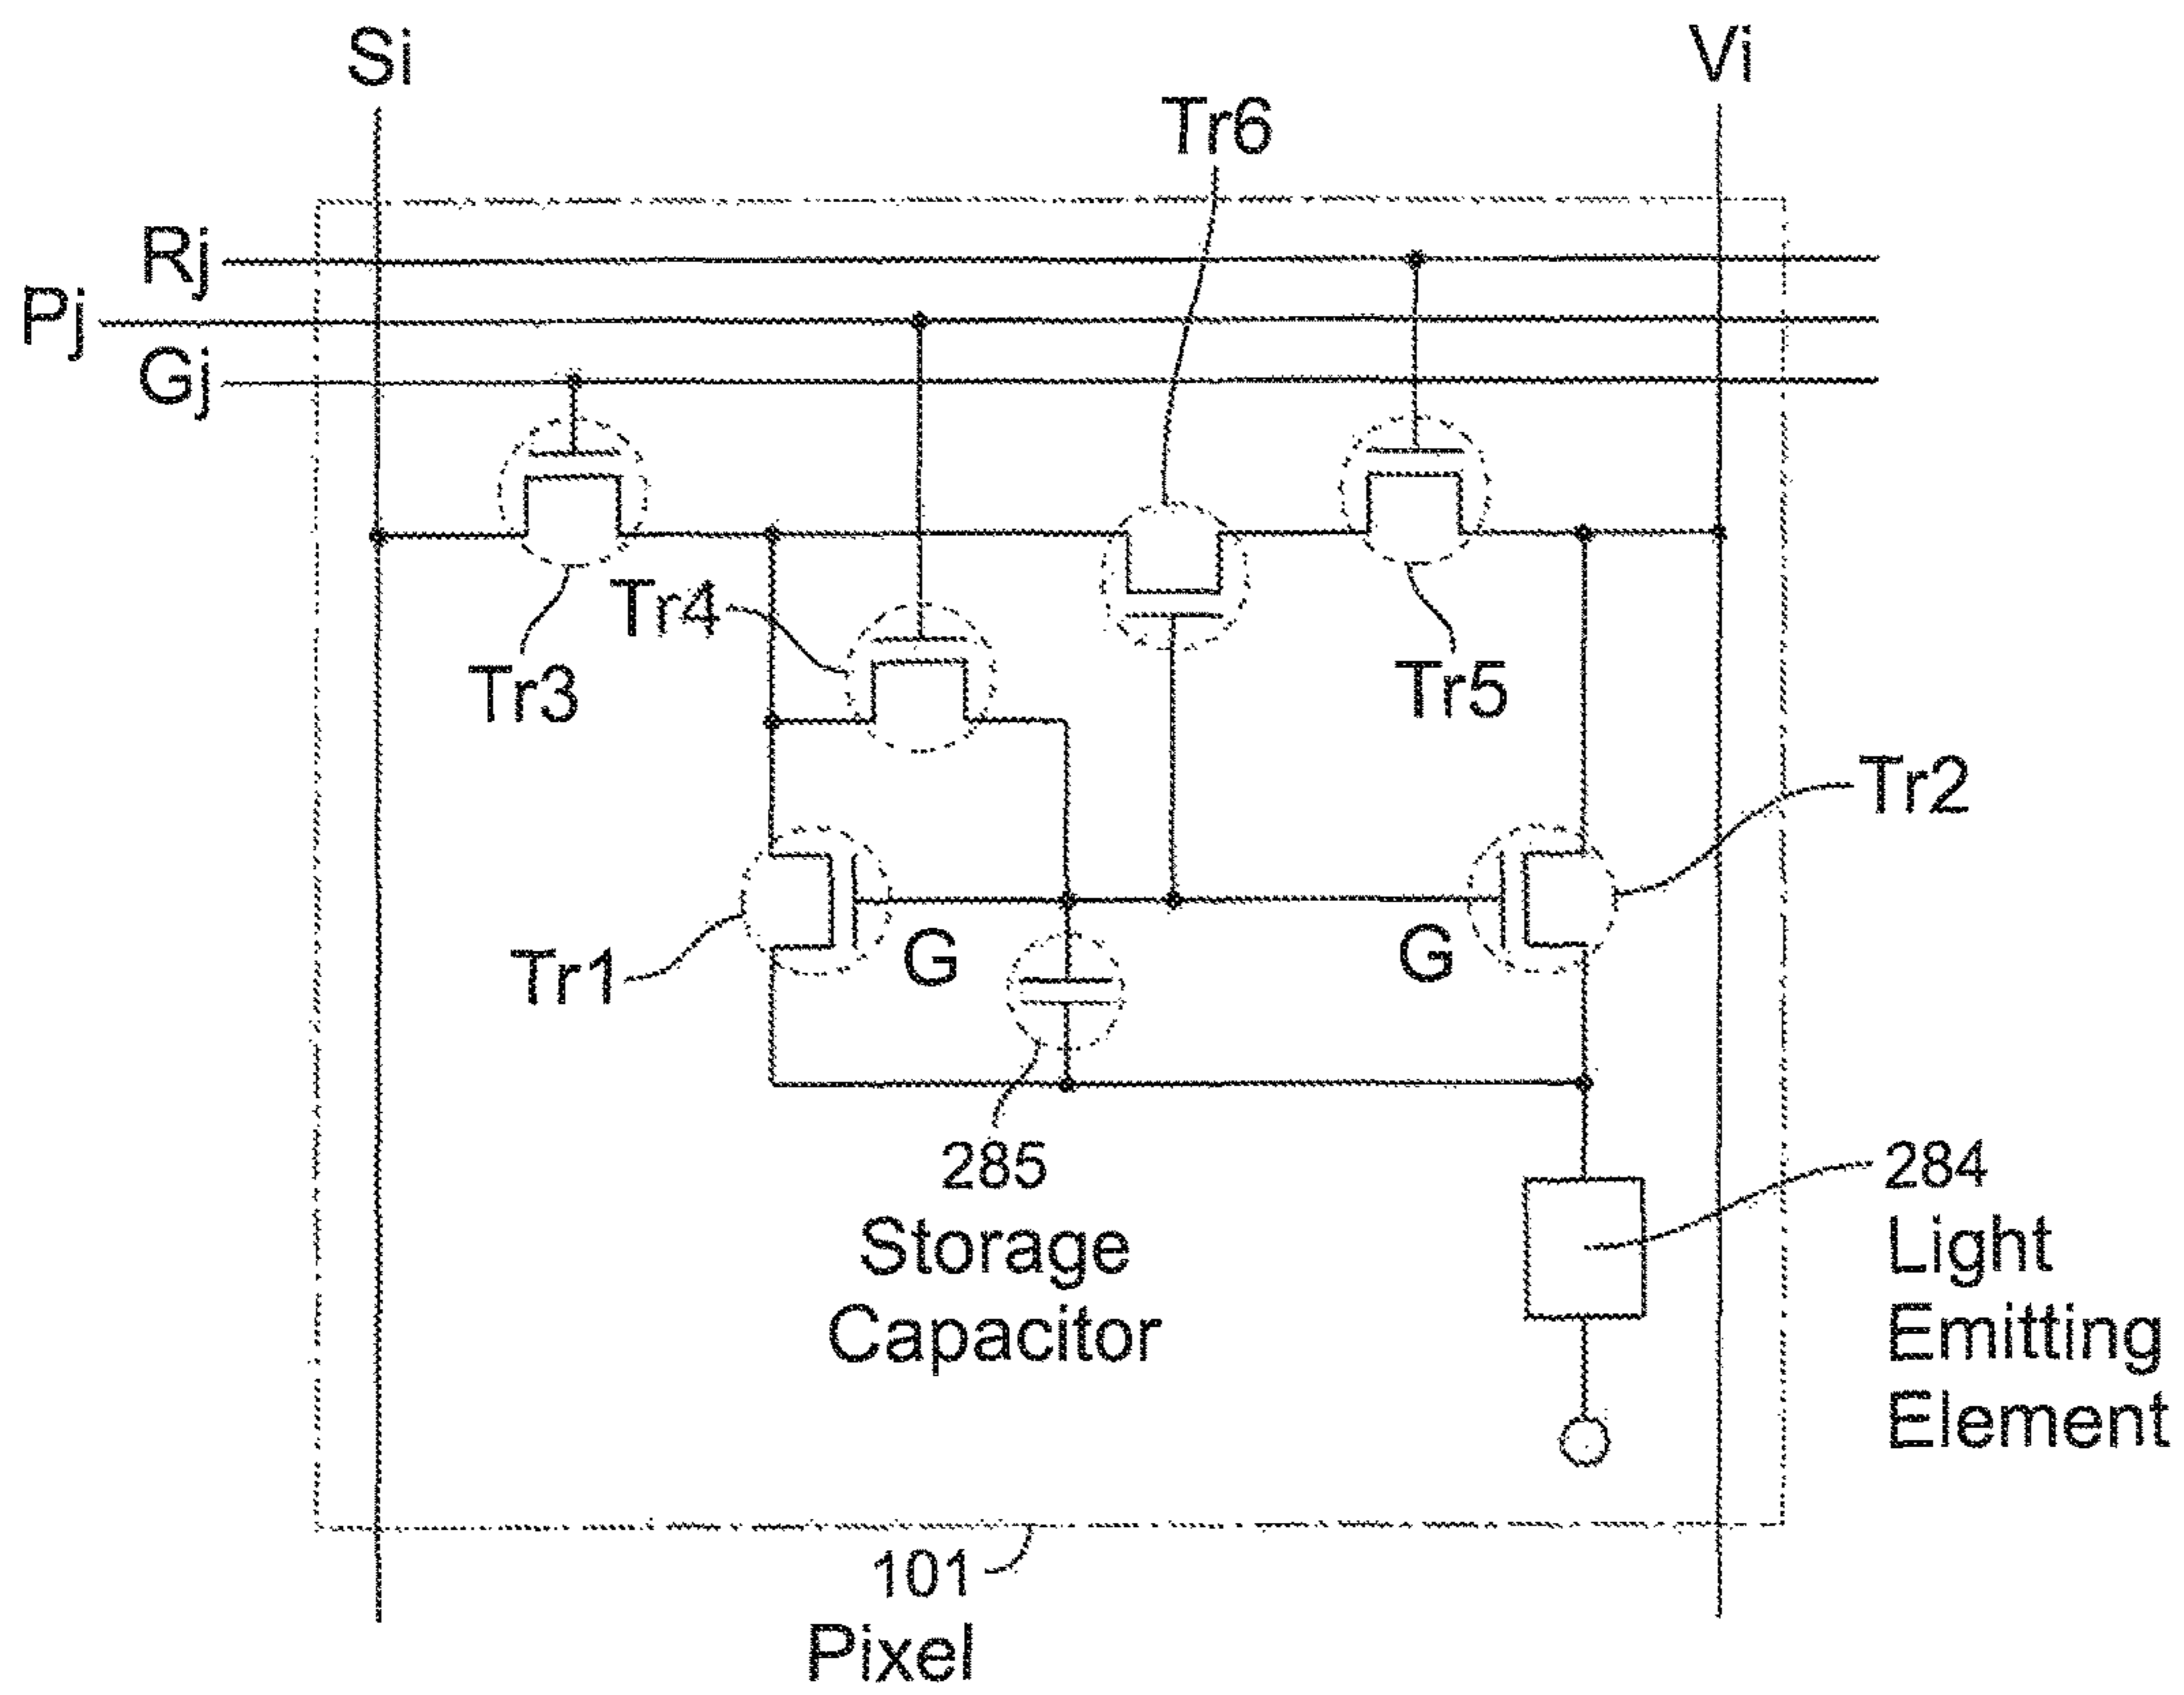 Si
Vi
Tr6
Rj
Pj
Gj
Tr4
Tr3
Tr5
Tr2
Tr1
G
G
285
Storage
Capacitor
284
Light
Emitting
Element
101
Pixel